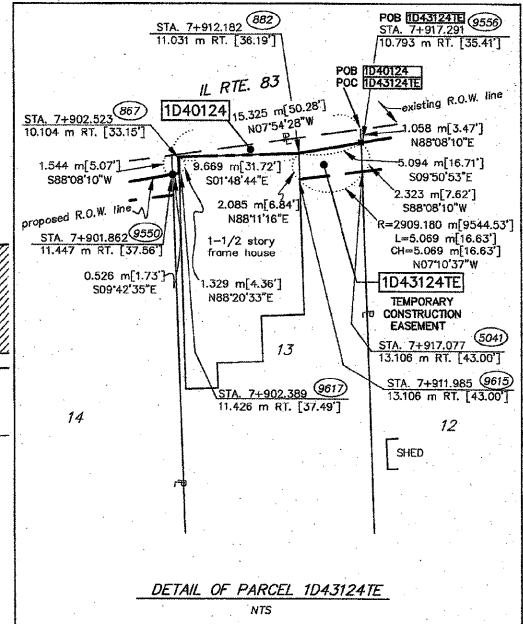 STA. 7+912.182 882
11.031 m RT. [36.19']
POB 1D43124TE 9556
STA. 7+917.291
10.793 m RT. [35.41']
IL RTE. 83
POB 1D40124
POC 1D43124TE
existing R.O.W. line
STA. 7+902.523 867
10.104 m RT. [33.15']
1D40124
15.325 m [50.28']
N07°54'28"W
1.058 m [3.47']
N88°08'10"E
1.544 m [5.07']
S88°08'10"W
9.669 m [31.72']
S01°48'44"E
5.094 m [16.71']
S09°50'53"E
2.085 m [6.84']
N88°11'16"E
2.323 m [7.62']
S88°08'10"W
proposed R.O.W. line
STA. 7+901.862 9550
11.447 m RT. [37.56']
1-1/2 story
frame house
R=2909.180 m [9544.53']
L=5.069 m [16.63']
CH=5.069 m [16.63']
N07°10'37"W
0.526 m [1.73']
S09°42'35"E
1.329 m [4.36']
N88°20'33"E
1D43124TE
TEMPORARY
CONSTRUCTION
EASEMENT
STA. 7+917.077 5041
13.106 m RT. [43.00']
13
STA. 7+902.389 9617
11.426 m RT. [37.49']
STA. 7+911.985 9615
13.106 m RT. [43.00']
14
12
SHED
DETAIL OF PARCEL 1D43124TE
NTS